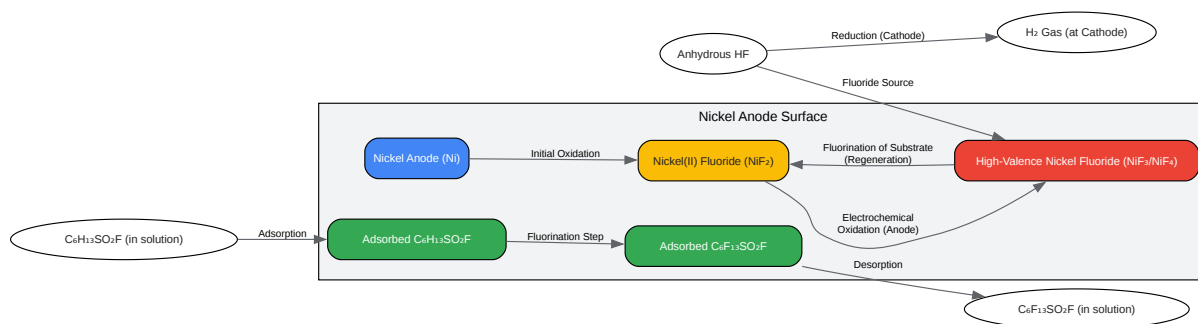 Reduction (Cathode)
H₂ Gas (at Cathode)
Anhydrous HF
Fluoride Source
Nickel Anode Surface
Nickel Anode (Ni)
Initial Oxidation
Nickel(II) Fluoride (NiF₂)
Fluorination of Substrate
(Regeneration)
High-Valence Nickel Fluoride (NiF₃/NiF₄)
Electrochemical
Oxidation (Anode)
C₆H₁₃SO₂F (in solution)
Adsorption
Adsorbed C₆H₁₃SO₂F
Fluorination Step
Adsorbed C₆F₁₃SO₂F
Desorption
C₆F₁₃SO₂F (in solution)